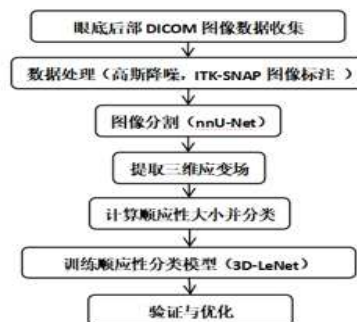 眼底后部 DICOM 图像数据收集
数据处理（高斯降噪，ITK-SNAP 图像标注 ）
图像分割（nnU-Net）
提取三维应变场
计算顺应性大小并分类
训练顺应性分类模型（3D-LeNet）
验证与优化